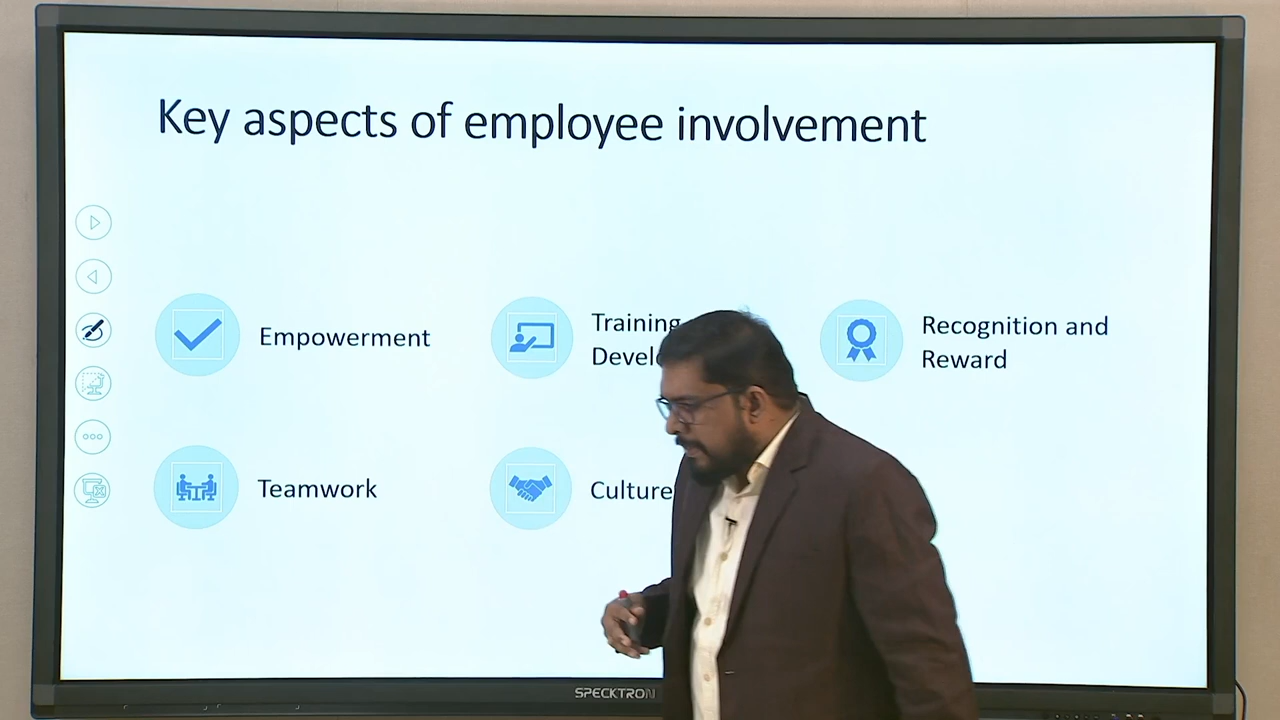 Key aspects of employee involvement
Empowerment
Training
Recognition and
Reward
Teamwork
Culture
SPECKTRON